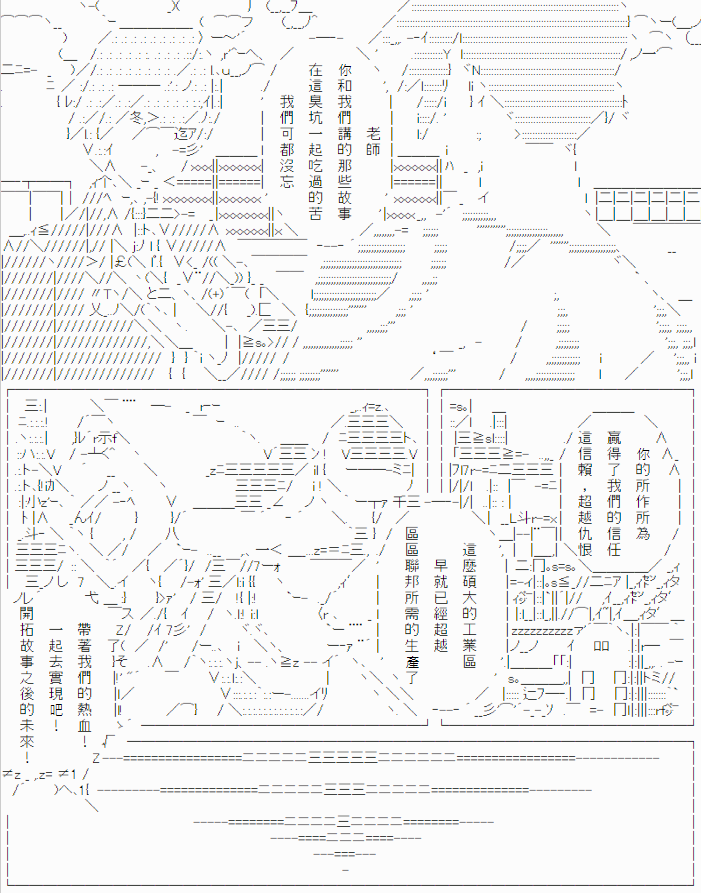 老師
你和我們講的那些故事
在這臭坑一起吃過的苦
我們可都沒忘
你的所作所為
贏得了我們的信任
這信賴，超越仇恨
這麼碩大的工業區
早就已經超越
區區聯邦所需的生產了
帶著我們的熱血！
一起去實現吧！
開拓故事之後的未來！